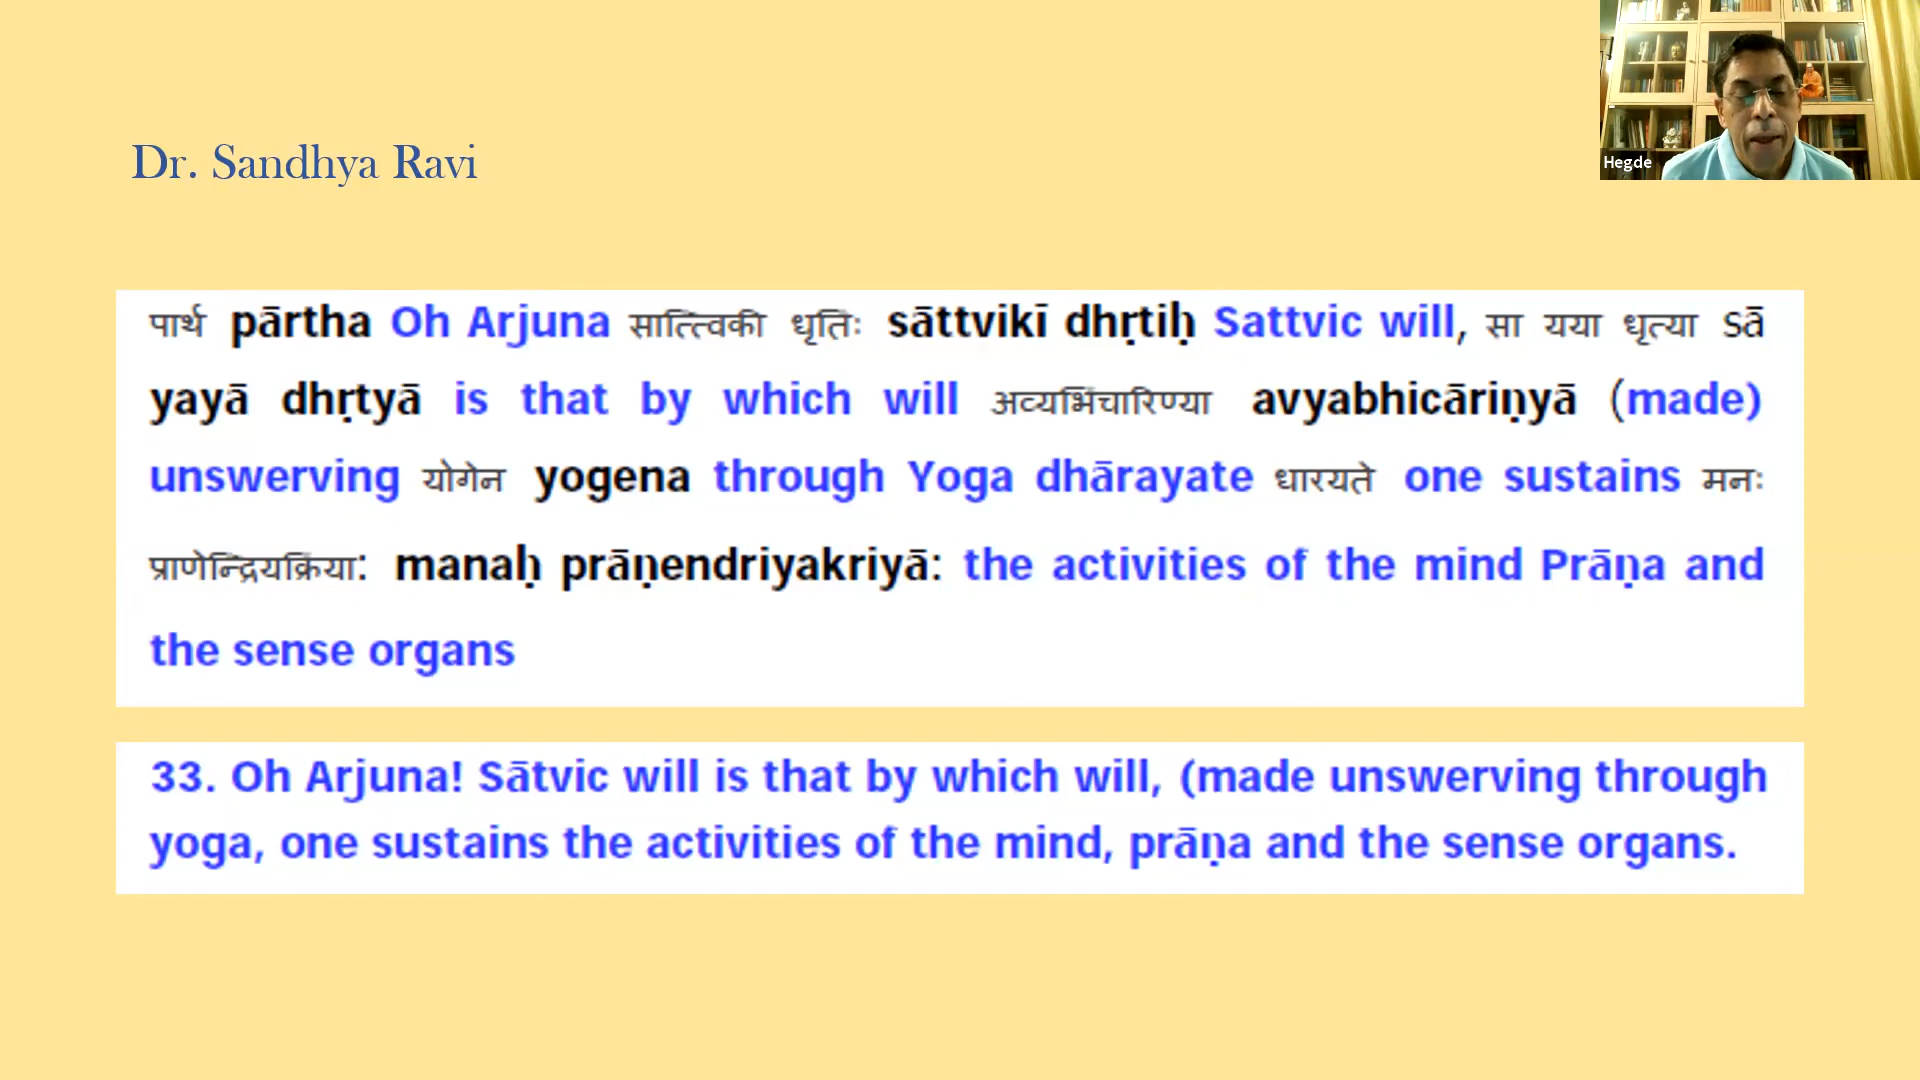 Hegde
Dr. Sandhya Ravi
पार्थ pārtha Oh Arjuna सात्त्विकी धृतिः sāttvikī dhṛtiḥ Sattvic will, सा यया धृत्या sā
yayā dhṛtyā is that by which will अव्यभिचारिण्या avyabhicāriṇyā (made)
unswerving योगेन yogena through Yoga dhārayate धारयते one sustains मनः
प्राणेन्द्रियक्रिया: manaḥ prāṇendriyakriyā: the activities of the mind Prāṇa and
the sense organs
33. Oh Arjuna! Sātvic will is that by which will, (made unswerving through
yoga, one sustains the activities of the mind, prāṇa and the sense organs.